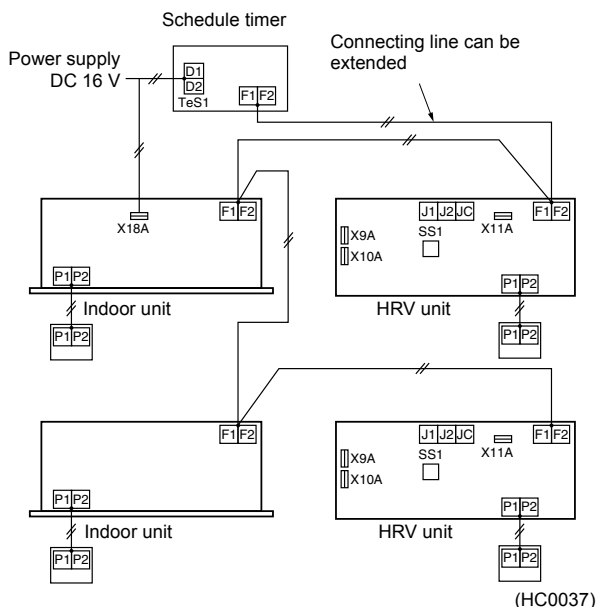 Schedule timer
Power supply
DC 16 V
Connecting line can be
extended
D1
D2
TeS1
F1 F2
X18A
F1 F2
P1 P2
Indoor unit
P1 P2
J1 J2 JC
SS1
X11A
F1 F2
X9A
X10A
P1 P2
HRV unit
P1 P2
F1 F2
P1 P2
Indoor unit
P1 P2
J1 J2 JC
SS1
X11A
F1 F2
X9A
X10A
P1 P2
HRV unit
P1 P2
(HC0037)